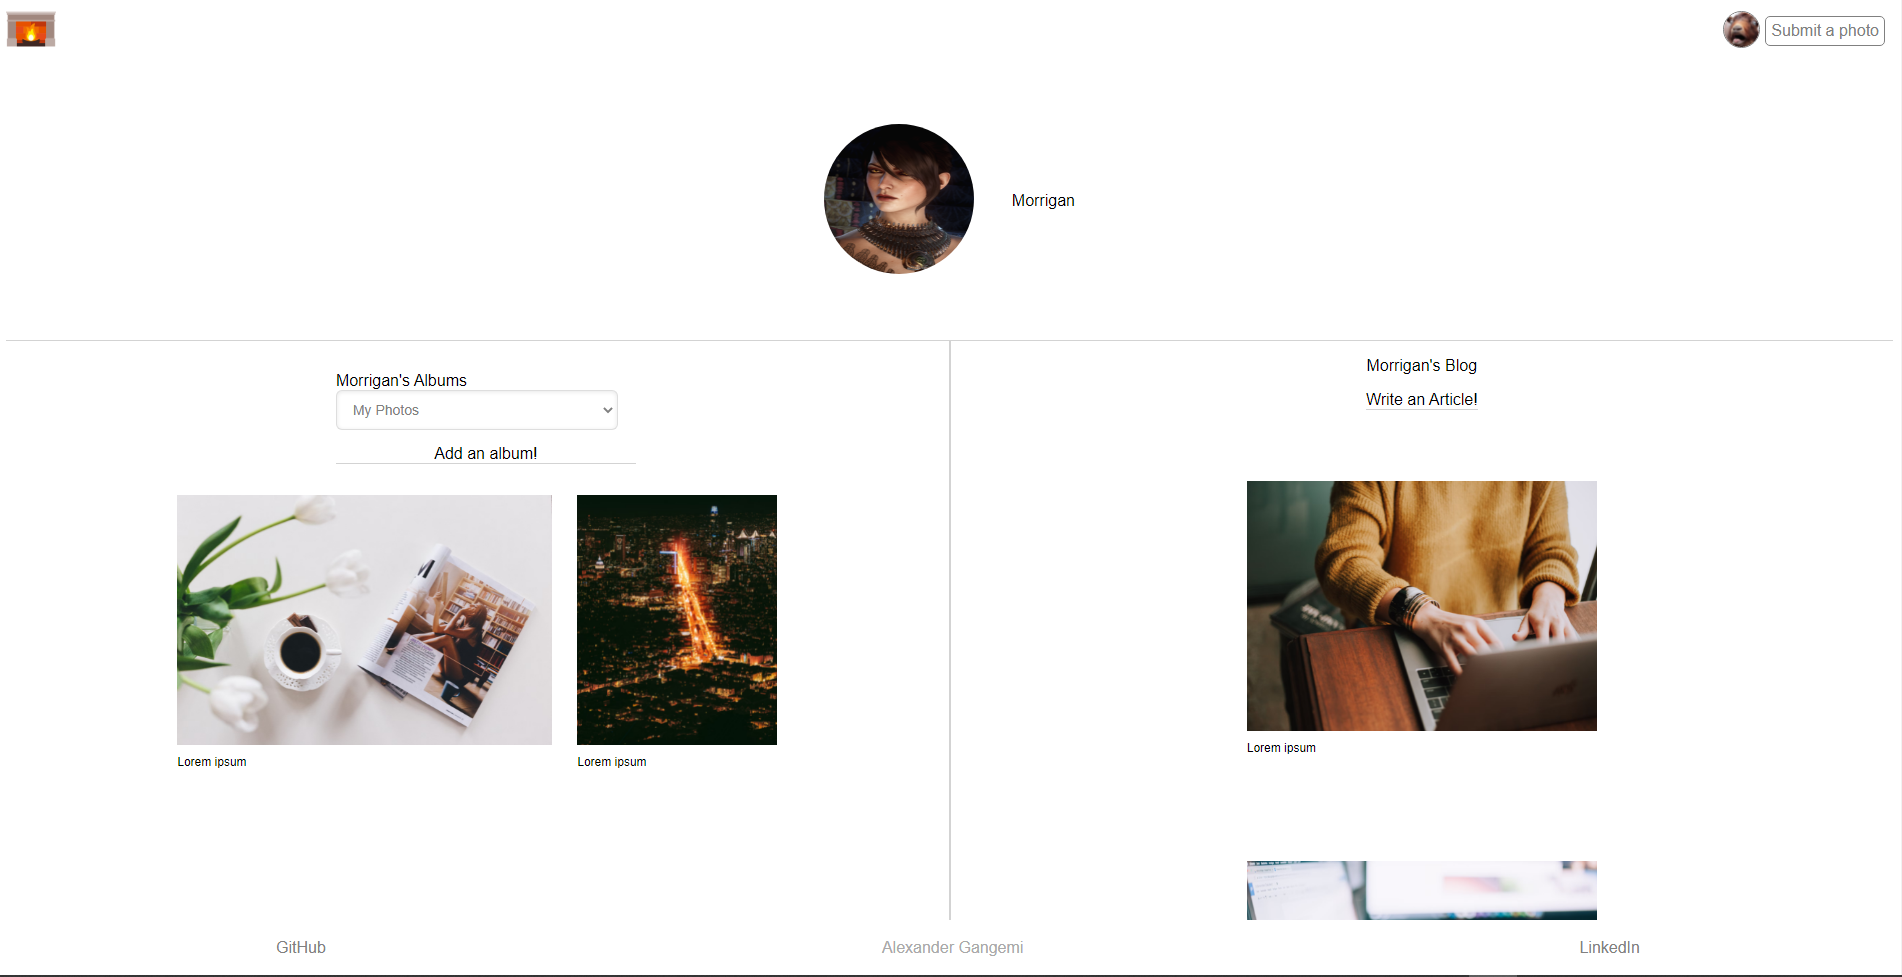 Submit a photo
Morrigan
Morrigan's Albums
My Photos
Add an album!
Lorem ipsum
Lorem ipsum
Morrigan's Blog
Write an Article!
Lorem ipsum
GitHub
Alexander Gangemi
LinkedIn